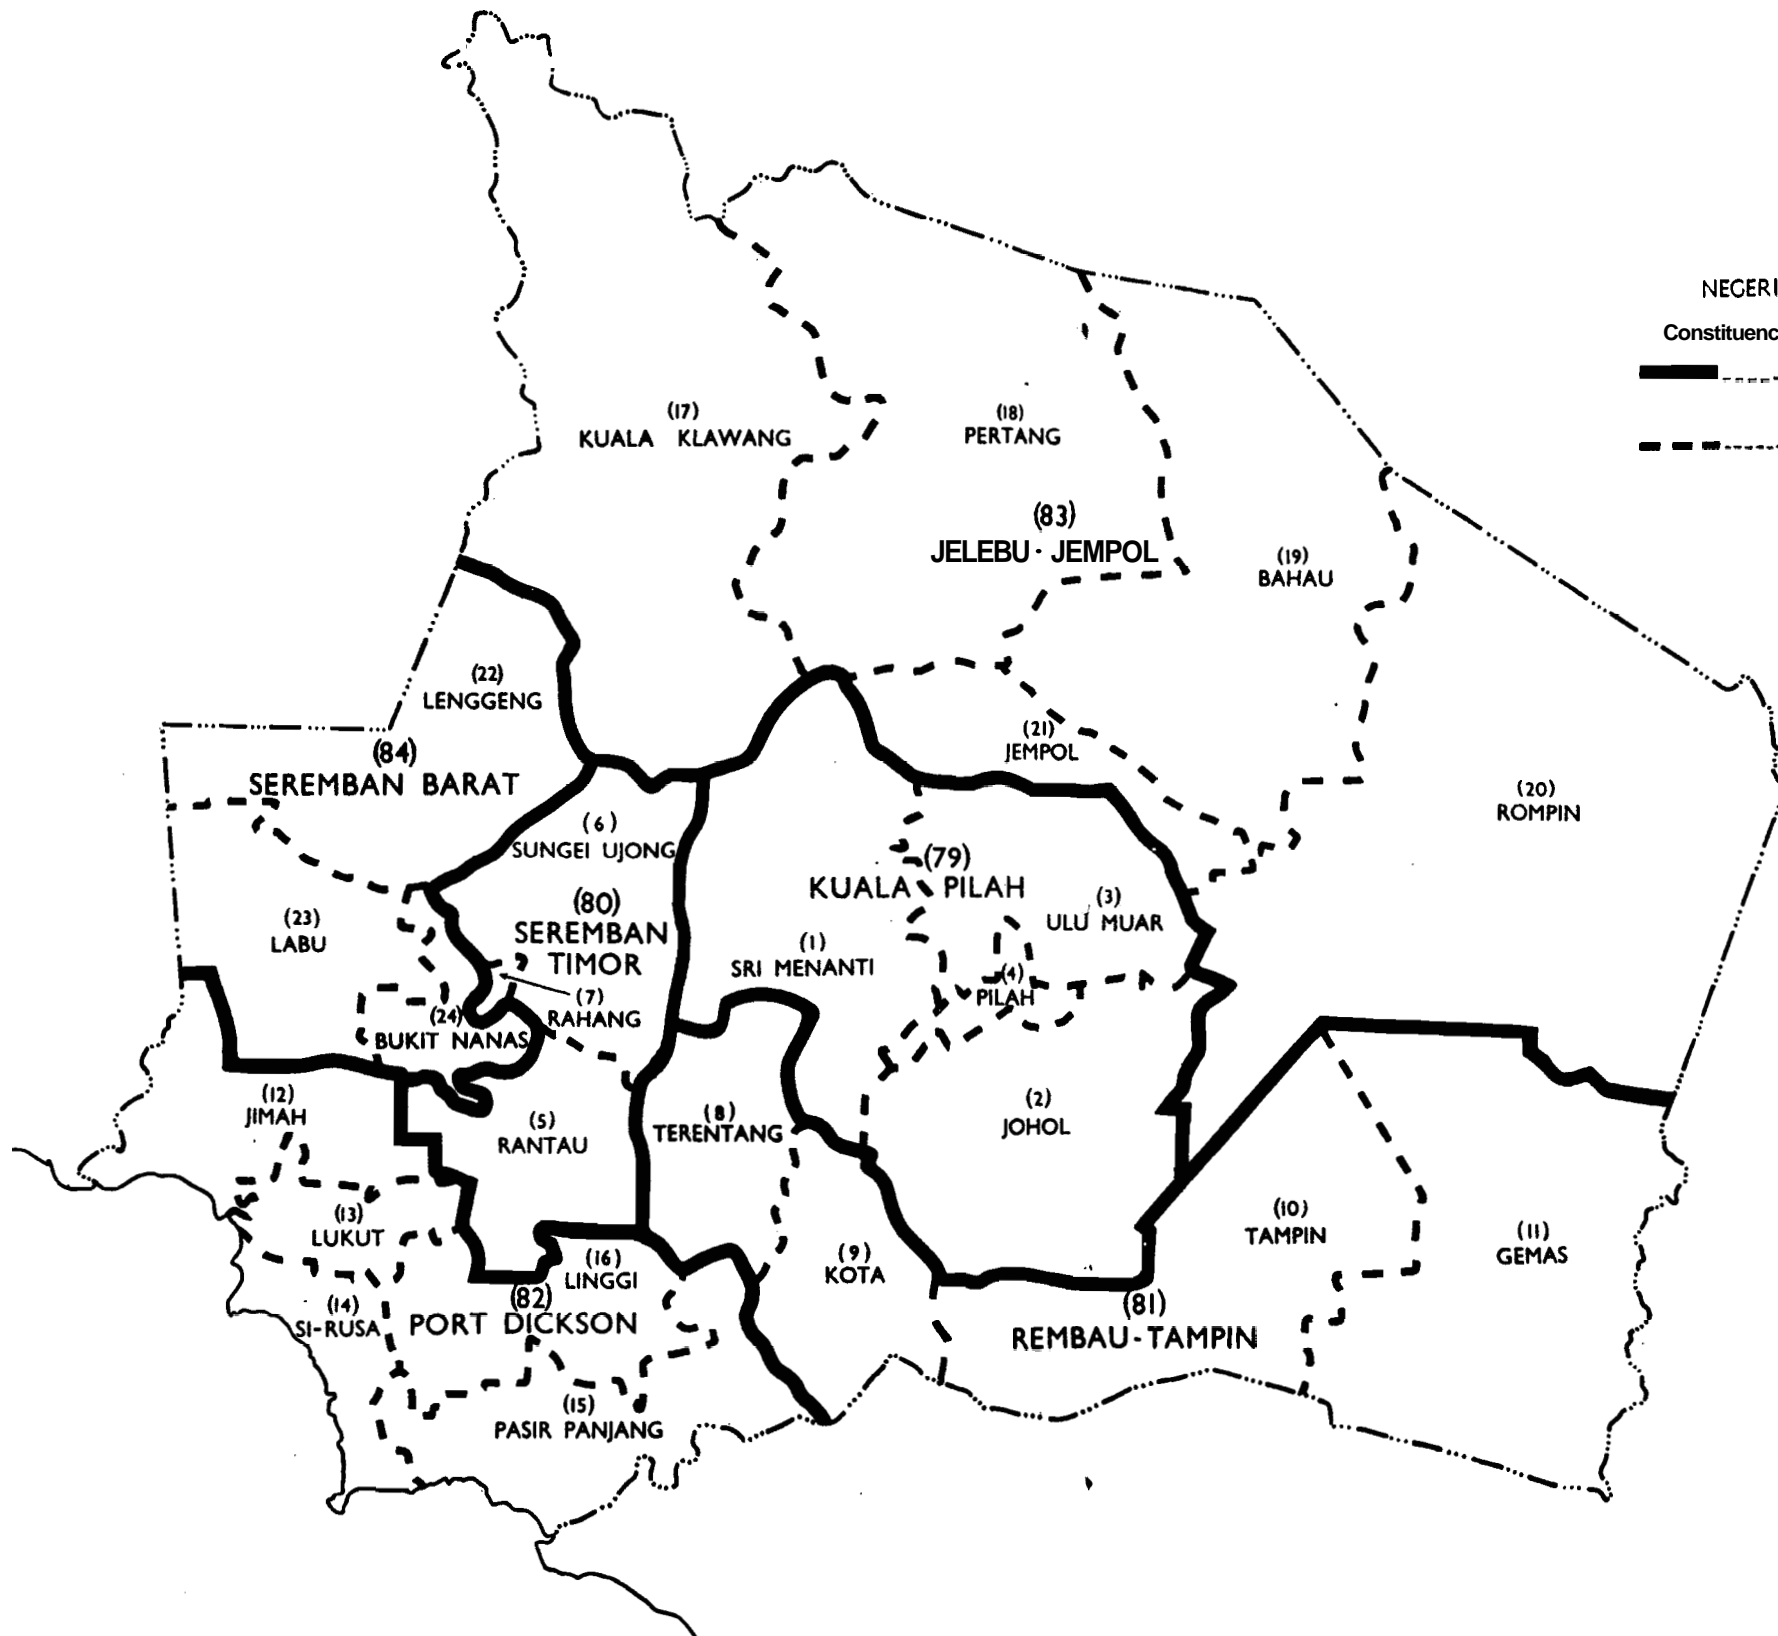 NEGERI
Constituenc
(17)
KUALA KLAWANG
(18)
PERTANG
(83)
JELEBU - JEMPOL
(19)
BAHAU
(22)
LENGGENG
(84)
SEREMBAN BARAT
(21)
JEMPOL
(20)
ROMPIN
(6)
SUNGEI UJONG
(79)
KUALA PILAH
(3)
ULU MUAR
(80)
SEREMBAN
TIMOR
(23)
LABU
(1)
SRI MENANTI
(4)
PILAH
(7)
RAHANG
(24)
BUKIT NANAS
(12)
JIMAH
(5)
RANTAU
(8)
TERENTANG
(2)
JOHOL
(13)
LUKUT
(10)
TAMPIN
(11)
GEMAS
(16)
LINGGI
(9)
KOTA
(14)
SI-RUSA
(82)
PORT DICKSON
(81)
REMBAU-TAMPIN
(15)
PASIR PANJANG